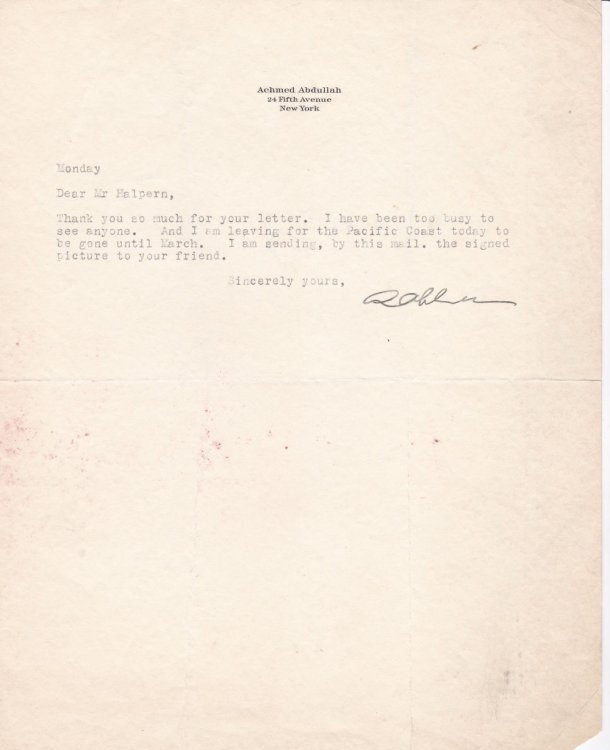 Achmed Abdullah
24 Fifth Avenue
New York
Monday
Dear Mr Halpern,
Thank you so much for your letter. I have been too busy to
see anyone. And I am leaving for the Pacific Coast today to
be gone until March. I am sending, by this mail. the signed
picture to your friend.
Sincerely yours,